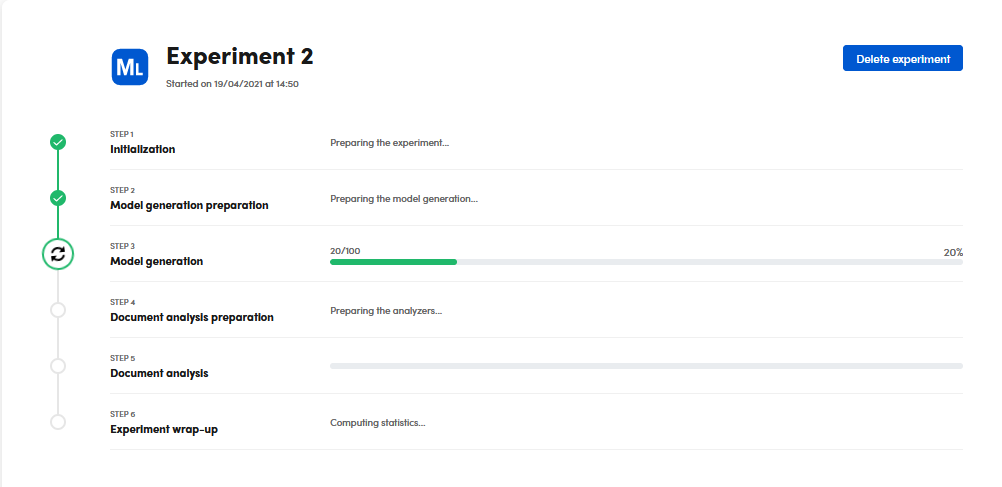 ML
Experiment 2
Started on 19/04/2021 at 14:50
Delete experiment
STEP 1
Initialization
Preparing the experiment...
STEP 2
Model generation preparation
Preparing the model generation...
STEP 3
Model generation
20/100
20%
STEP 4
Document analysis preparation
Preparing the analyzers...
STEP 5
Document analysis
STEP 6
Experiment wrap-up
Computing statistics...